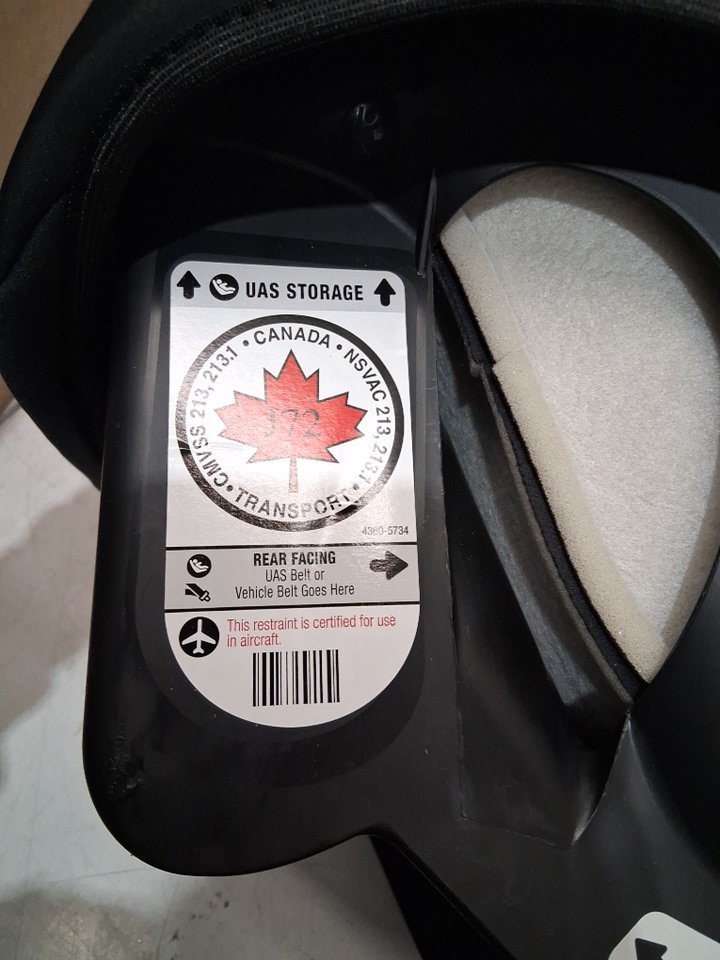 UAS STORAGE
• CANADA • NSVAC 213, 213.1 • TRANSPORT • CMVSS 213, 213.1
172
4360-5734
REAR FACING
UAS Belt or
Vehicle Belt Goes Here
This restraint is certified for use
in aircraft.